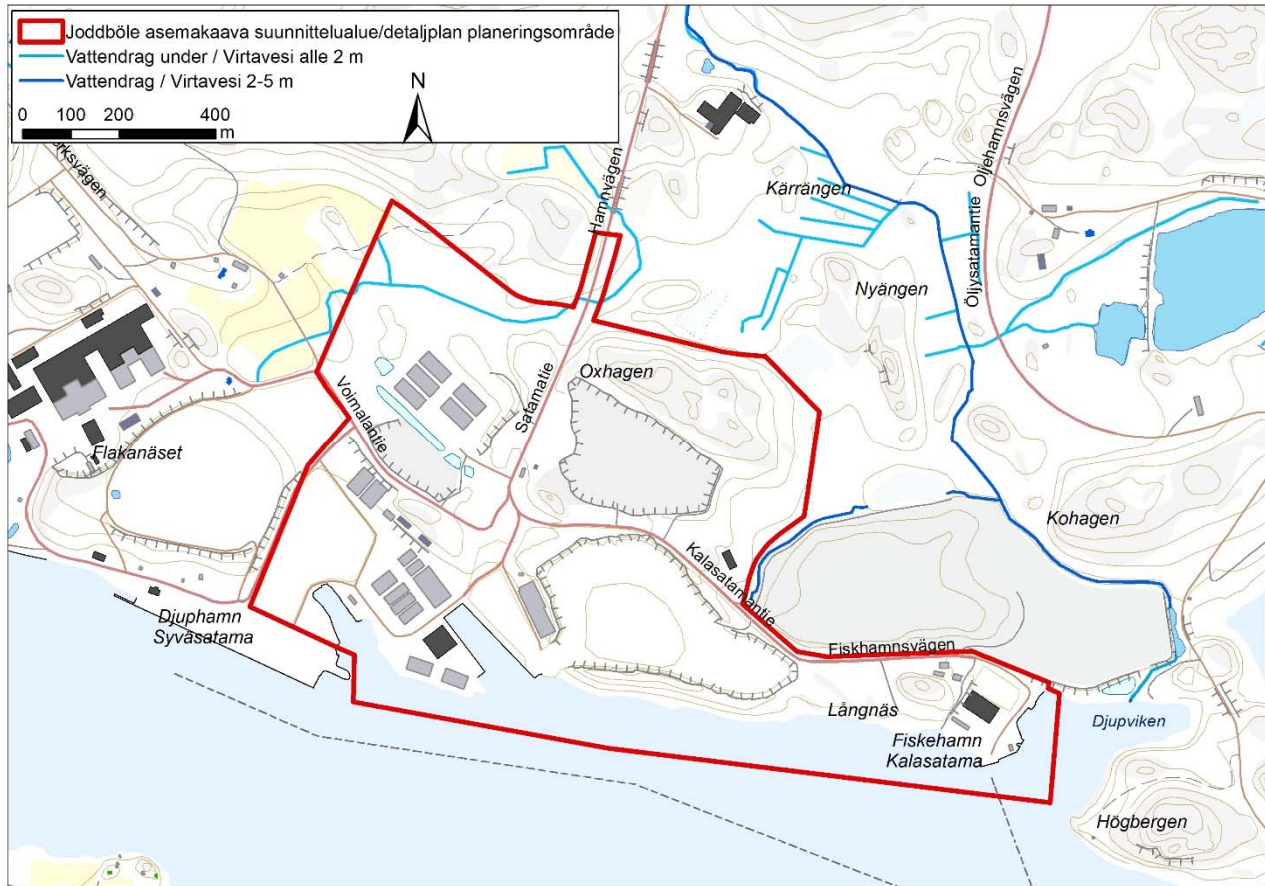 Joddböle asemakaava suunnittelualue/detaljplan planeringsområde
Vattendrag under / Virtavesi alle 2 m
Vattendrag / Virtavesi 2-5 m
N
0 100 200 400
m
Hamnvägen
Kärrängen
Oljehamnsvägen
Öljysatamantie
Nyängen
Oxhagen
Satamatie
Voimalantie
Flakanäset
Kohagen
Kalasatamantie
Djuphamn
Syväsatama
Fiskhamnsvägen
Långnäs
Fiskehamn
Kalasatama
Djupviken
Högbergen